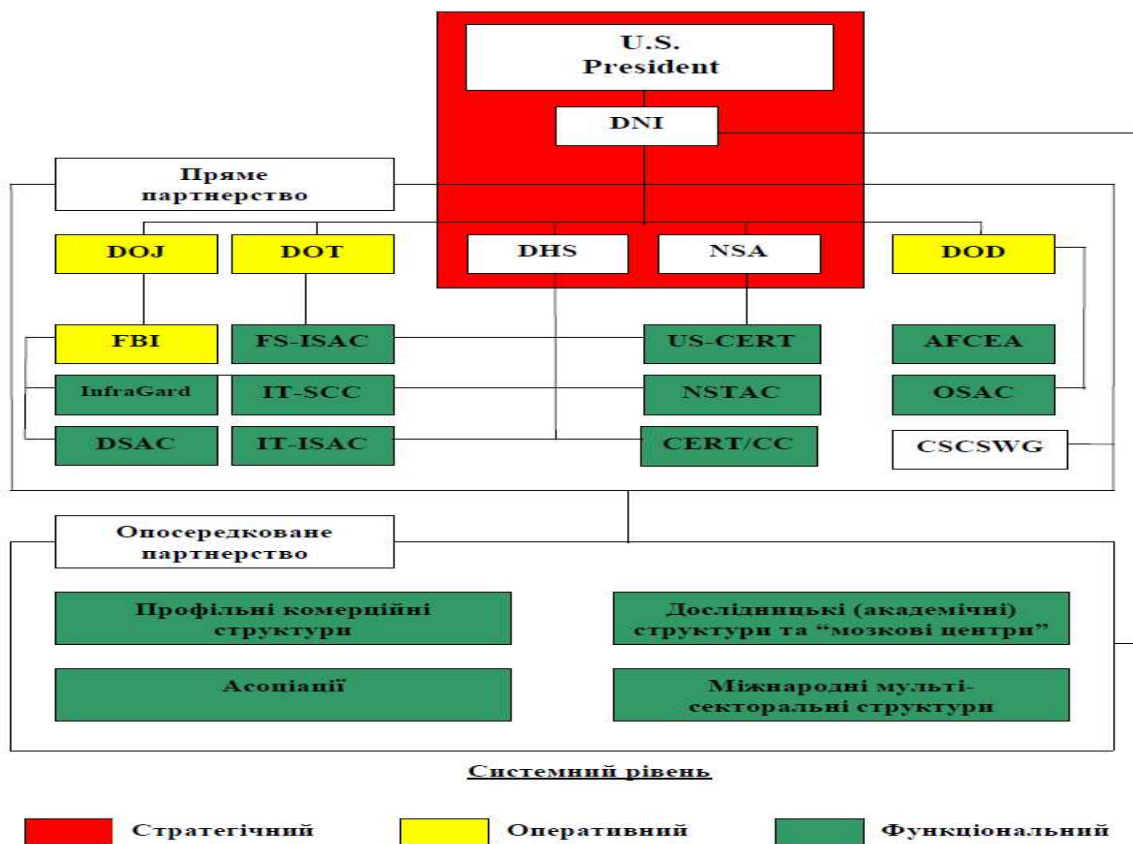 U.S.
President
DNI
Пряме
партнерство
DOJ
DOT
DHS
NSA
DOD
FBI
FS-ISAC
US-CERT
AFCEA
InfraGard
IT-SCC
NSTAC
OSAC
DSAC
IT-ISAC
CERT/CC
CSCSWG
Опосередковане
партнерство
Профільні комерційні
структури
Дослідницькі (академічні)
структури та “мозкові центри”
Асоціації
Міжнародні мульти-
секторальні структури
Системний рівень
Стратегічний
Оперативний
Функціональний